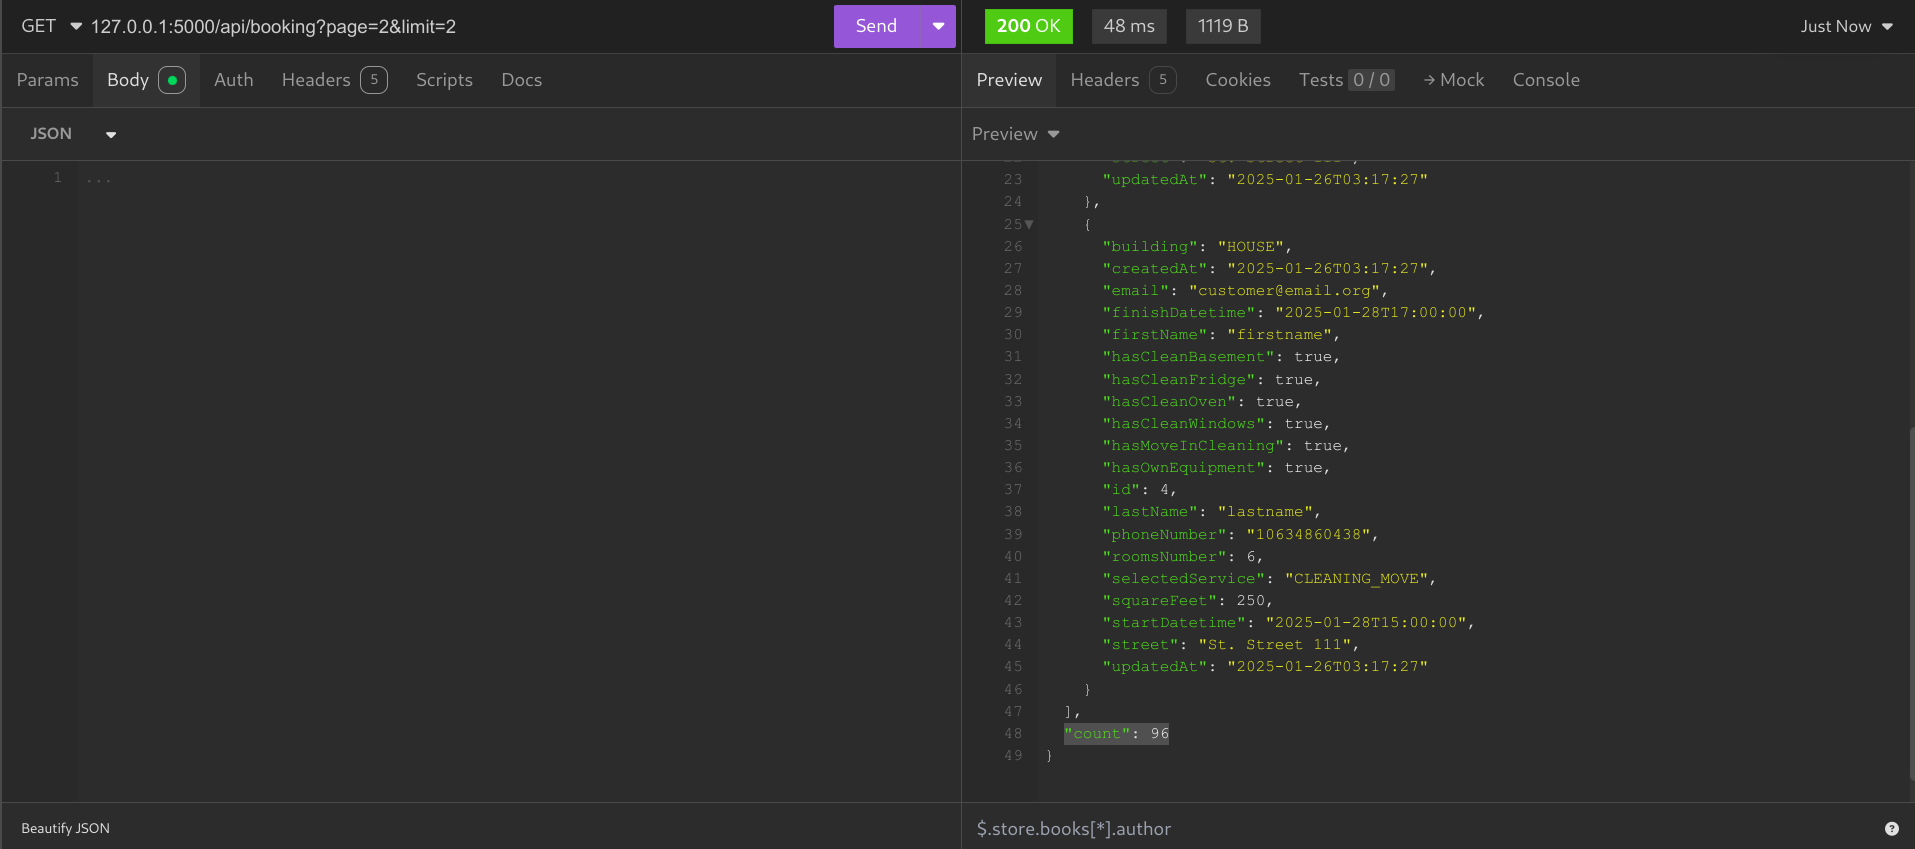 GET 127.0.0.1:5000/api/booking?page=2&limit=2 Send 200 OK 48 ms 1119 B Just Now
Params Body Auth Headers 5 Scripts Docs Preview Headers 5 Cookies Tests 0 / 0 → Mock Console
JSON Preview
1 ...
23 "updatedAt": "2025-01-26T03:17:27"
24 },
25 {
26 "building": "HOUSE",
27 "createdAt": "2025-01-26T03:17:27",
28 "email": "customer@email.org",
29 "finishDatetime": "2025-01-28T17:00:00",
30 "firstName": "firstname",
31 "hasCleanBasement": true,
32 "hasCleanFridge": true,
33 "hasCleanOven": true,
34 "hasCleanWindows": true,
35 "hasMoveInCleaning": true,
36 "hasOwnEquipment": true,
37 "id": 4,
38 "lastName": "lastname",
39 "phoneNumber": "10634860438",
40 "roomsNumber": 6,
41 "selectedService": "CLEANING_MOVE",
42 "squareFeet": 250,
43 "startDatetime": "2025-01-28T15:00:00",
44 "street": "St. Street 111",
45 "updatedAt": "2025-01-26T03:17:27"
46 }
47 ],
48 "count": 96
49 }
Beautify JSON $.store.books[*].author ?